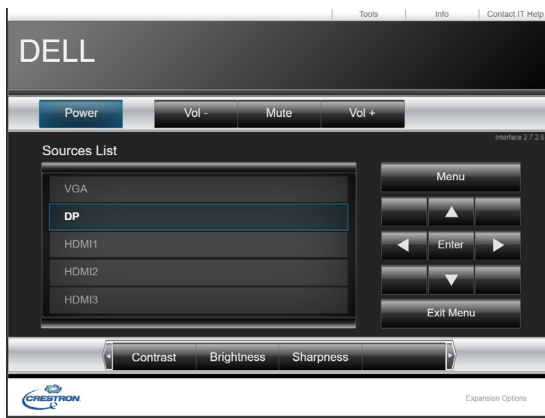 Tools Info Contact IT Help
DELL
Power Vol - Mute Vol +
Interface 2.7.2.6
Sources List
Menu
VGA
DP
HDMI1
Enter
HDMI2
HDMI3
Exit Menu
Contrast Brightness Sharpness
CRESTRON
Expansion Options